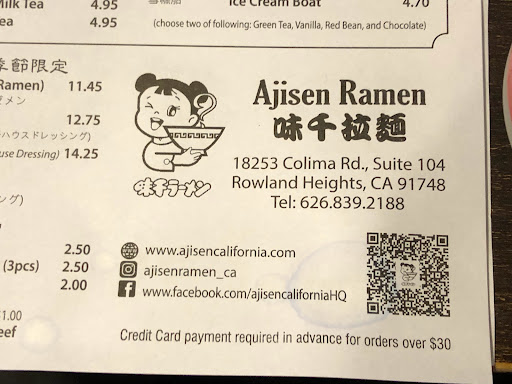 Milk Tea 4.95
4.95
Ice Cream Boat 4.70
(choose two of following: Green Tea, Vanilla, Red Bean, and Chocolate)
季節限定
Ramen) 11.45
メン
12.75
ハウスドレッシング)
use Dressing) 14.25
ング)
2.50
(3pcs) 2.50
2.00
$1.00
Ajisen Ramen
味千拉麵
18253 Colima Rd., Suite 104
Rowland Heights, CA 91748
Tel: 626.839.2188
味千ラーメン
www.ajisencalifornia.com
ajisenramen_ca
www.facebook.com/ajisencaliforniaHQ
Credit Card payment required in advance for orders over $30